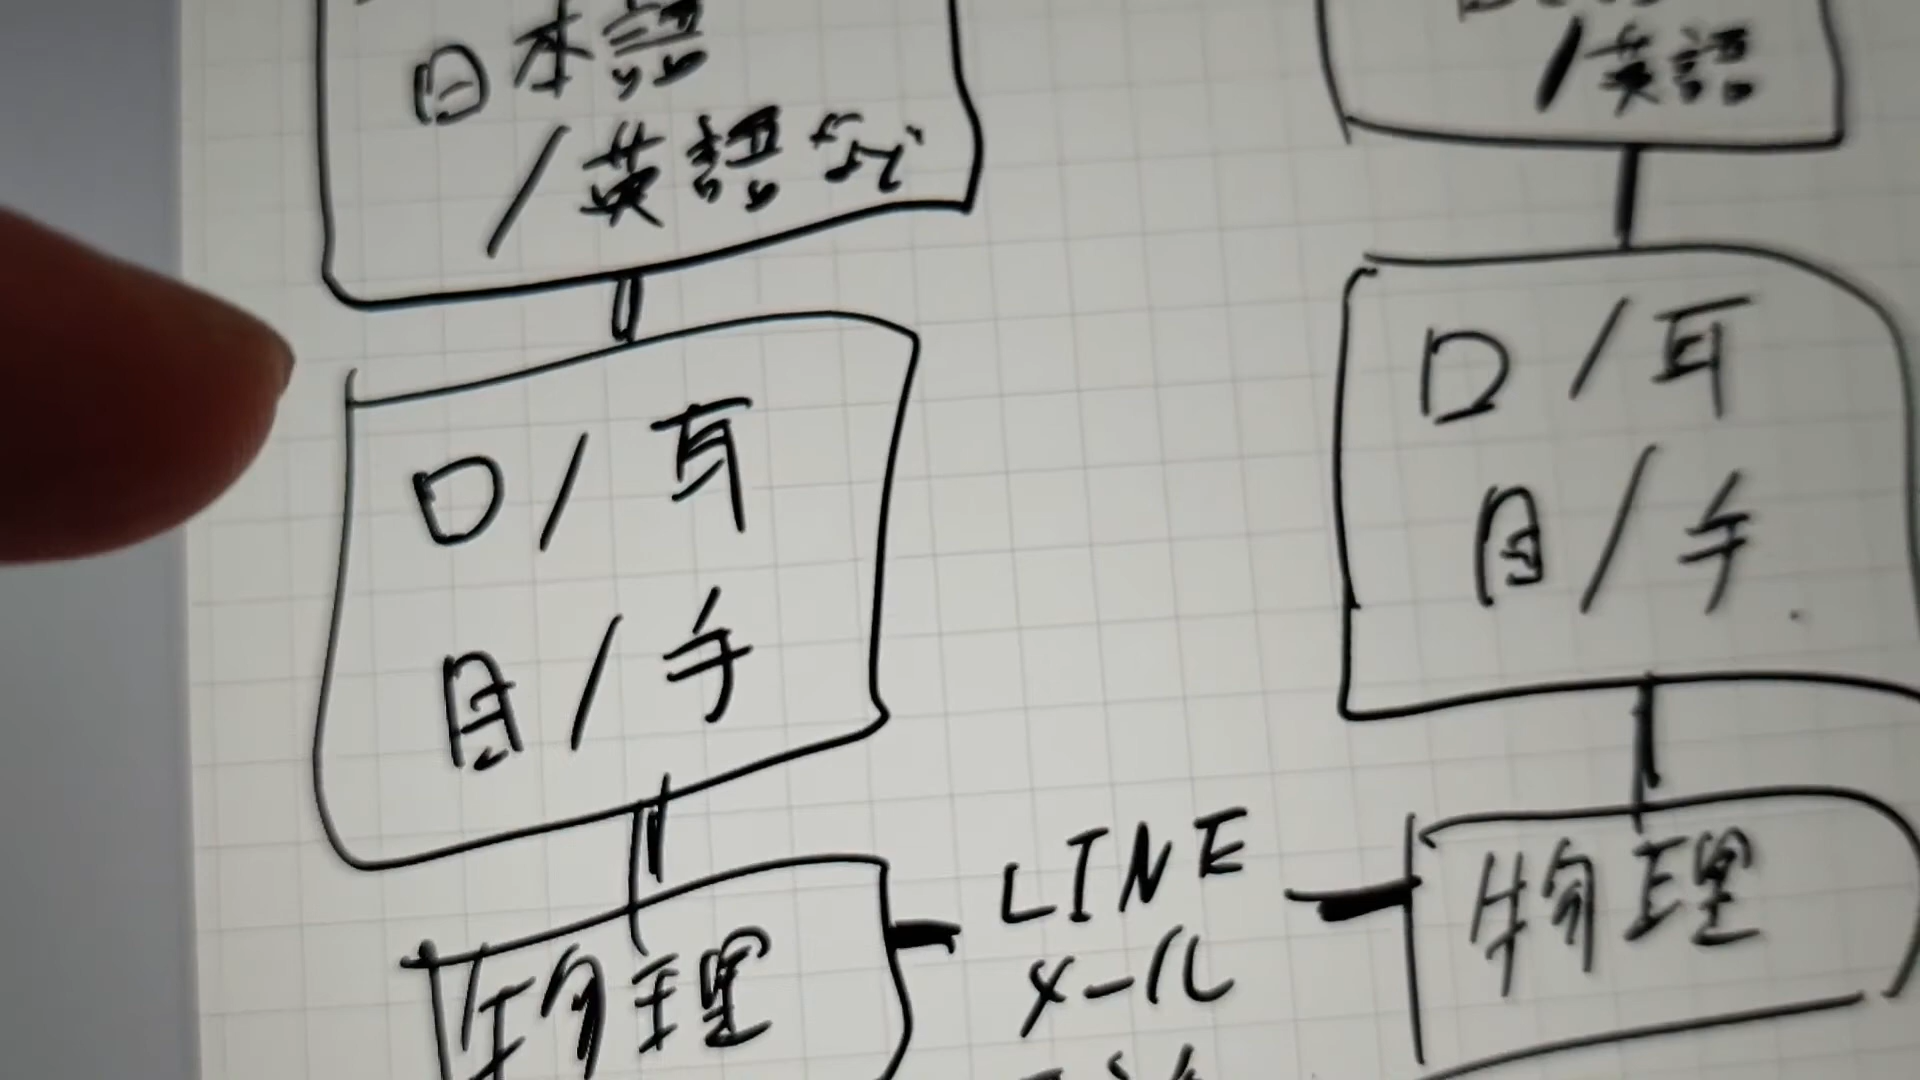 日本語
/英語など
口/耳
目/手
物理
LINE
メール
/英語
口/耳
目/手
物理